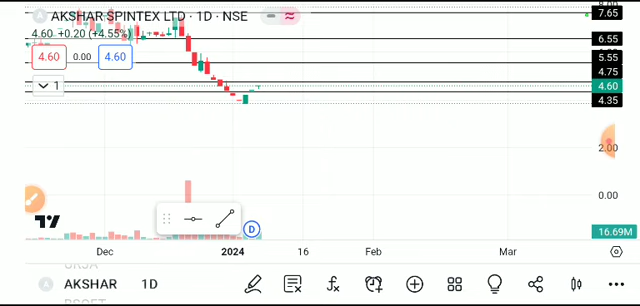 AKSHAR SPINTEX LTD · 1D · NSE
4.60 +0.20 (+4.55%)
4.60 0.00 4.60
1
8.00
7.65
6.55
5.55
4.75
4.60
4.35
2.00
0.00
16.69M
D
Dec 2024 16 Feb Mar
AKSHAR 1D